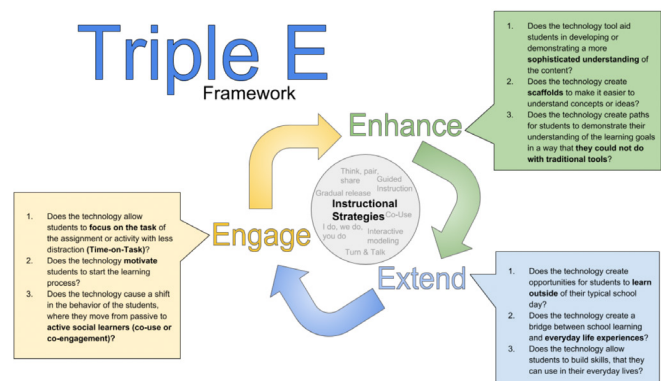 Triple E
Framework
1. Does the technology tool aid
students in developing or
demonstrating a more
sophisticated understanding of
the content?
2. Does the technology create
scaffolds to make it easier to
understand concepts or ideas?
3. Does the technology create paths
for students to demonstrate their
understanding of the learning goals
in a way that they could not do
with traditional tools?
Enhance
Think, pair,
share
Guided
Instruction
Gradual release
Instructional
Strategies
Co-Use
I do, we do,
you do
Interactive
modeling
Turn & Talk
Engage
1. Does the technology allow
students to focus on the task of
the assignment or activity with less
distraction (Time-on-Task)?
2. Does the technology motivate
students to start the learning
process?
3. Does the technology cause a shift
in the behavior of the students,
where they move from passive to
active social learners (co-use or
co-engagement)?
Extend
1. Does the technology create
opportunities for students to learn
outside of their typical school
day?
2. Does the technology create a
bridge between school learning
and everyday life experiences?
3. Does the technology allow
students to build skills, that they
can use in their everyday lives?